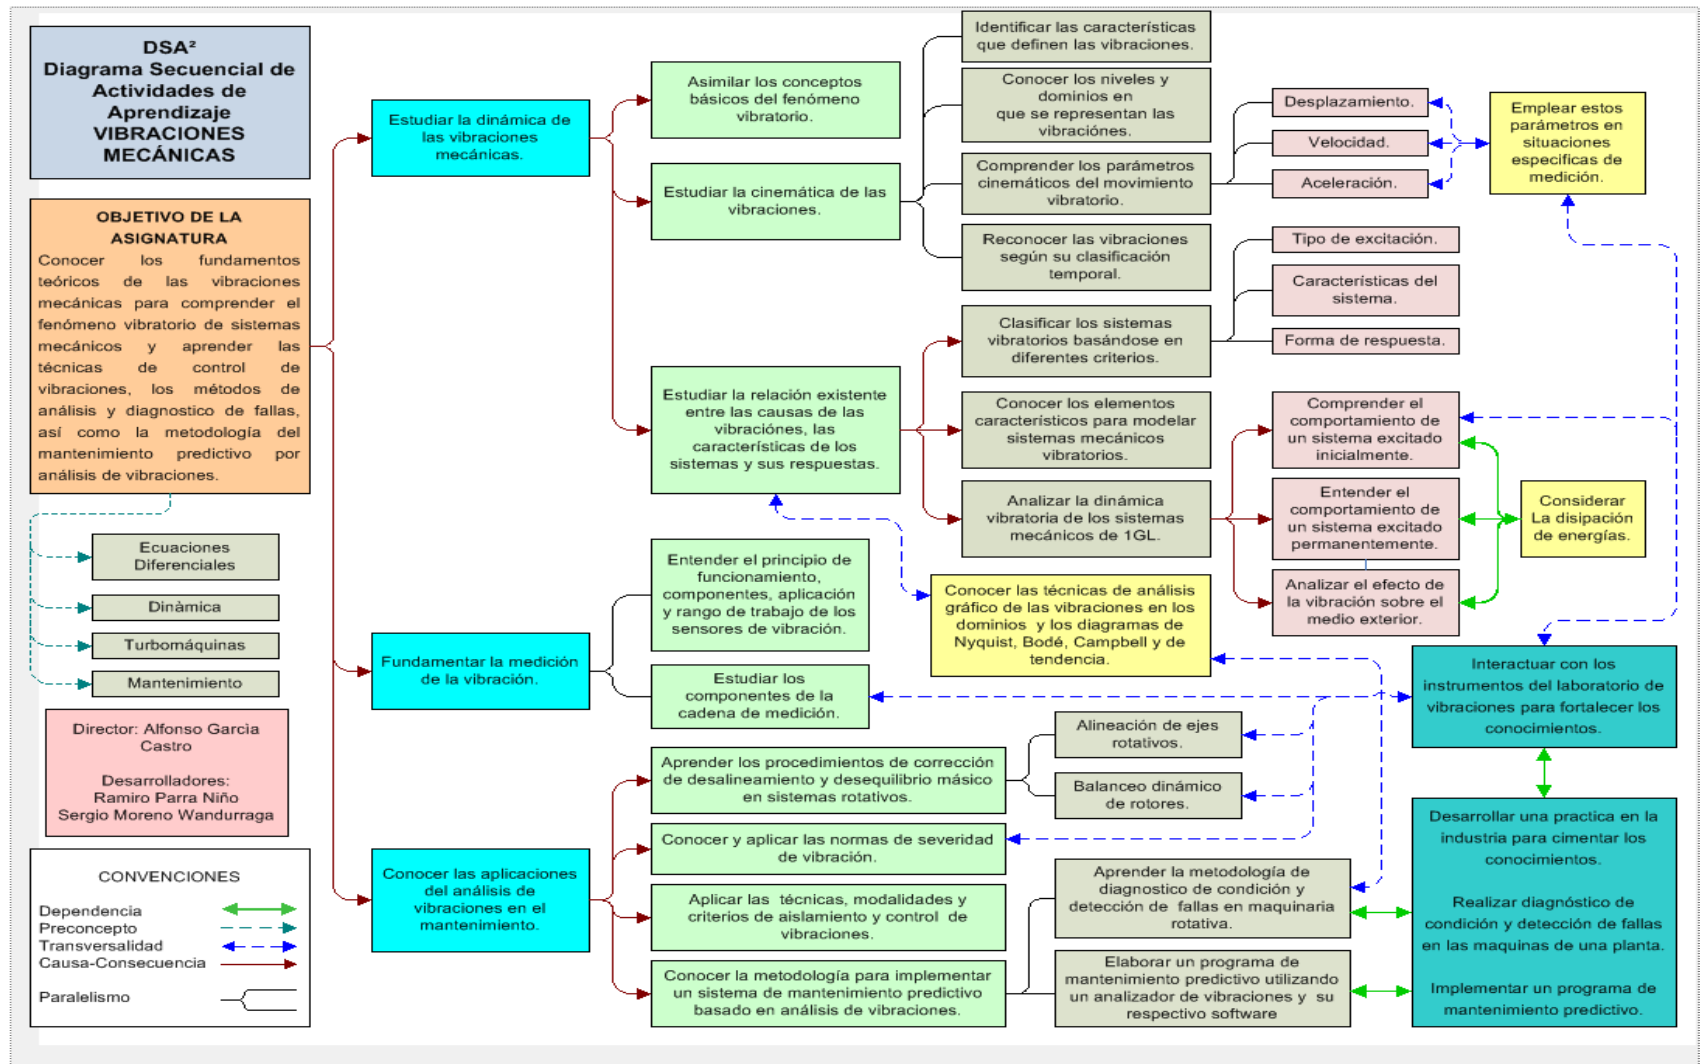 DSA²
Diagrama Secuencial de
Actividades de
Aprendizaje
VIBRACIONES
MECÁNICAS
OBJETIVO DE LA
ASIGNATURA
Conocer los fundamentos
teóricos de las vibraciones
mecánicas para comprender el
fenómeno vibratorio de sistemas
mecánicos y aprender las
técnicas de control de
vibraciones, los métodos de
análisis y diagnostico de fallas,
así como la metodología del
mantenimiento predictivo por
análisis de vibraciones.
Ecuaciones
Diferenciales
Dinàmica
Turbomáquinas
Mantenimiento
Director: Alfonso Garcìa
Castro
Desarrolladores:
Ramiro Parra Niño
Sergio Moreno Wandurraga
CONVENCIONES
Dependencia
Preconcepto
Transversalidad
Causa-Consecuencia
Paralelismo
Estudiar la dinámica de
las vibraciones
mecánicas.
Fundamentar la medición
de la vibración.
Conocer las aplicaciones
del análisis de
vibraciones en el
mantenimiento.
Asimilar los conceptos
básicos del fenómeno
vibratorio.
Estudiar la cinemática de las
vibraciones.
Estudiar la relación existente
entre las causas de las
vibraciónes, las
características de los
sistemas y sus respuestas.
Entender el principio de
funcionamiento,
componentes, aplicación
y rango de trabajo de los
sensores de vibración.
Estudiar los
componentes de la
cadena de medición.
Aprender los procedimientos de corrección
de desalineamiento y desequilibrio másico
en sistemas rotativos.
Conocer y aplicar las normas de severidad
de vibración.
Aplicar las técnicas, modalidades y
criterios de aislamiento y control de
vibraciones.
Conocer la metodología para implementar
un sistema de mantenimiento predictivo
basado en análisis de vibraciones.
Identificar las características
que definen las vibraciones.
Conocer los niveles y
dominios en
que se representan las
vibraciónes.
Comprender los parámetros
cinemáticos del movimiento
vibratorio.
Reconocer las vibraciones
según su clasificación
temporal.
Clasificar los sistemas
vibratorios basándose en
diferentes criterios.
Conocer los elementos
característicos para modelar
sistemas mecánicos
vibratorios.
Analizar la dinámica
vibratoria de los sistemas
mecánicos de 1GL.
Conocer las técnicas de análisis
gráfico de las vibraciones en los
dominios y los diagramas de
Nyquist, Bodé, Campbell y de
tendencia.
Alineación de ejes
rotativos.
Balanceo dinámico
de rotores.
Aprender la metodología de
diagnostico de condición y
detección de fallas en maquinaria
rotativa.
Elaborar un programa de
mantenimiento predictivo utilizando
un analizador de vibraciones y su
respectivo software
Desplazamiento.
Velocidad.
Aceleración.
Tipo de excitación.
Características del
sistema.
Forma de respuesta.
Comprender el
comportamiento de
un sistema excitado
inicialmente.
Entender el
comportamiento de
un sistema excitado
permanentemente.
Analizar el efecto de
la vibración sobre el
medio exterior.
Emplear estos
parámetros en
situaciones
especificas de
medición.
Considerar
La disipación
de energías.
Interactuar con los
instrumentos del laboratorio de
vibraciones para fortalecer los
conocimientos.
Desarrollar una practica en la
industria para cimentar los
conocimientos.
Realizar diagnóstico de
condición y detección de fallas
en las maquinas de una planta.
Implementar un programa de
mantenimiento predictivo.